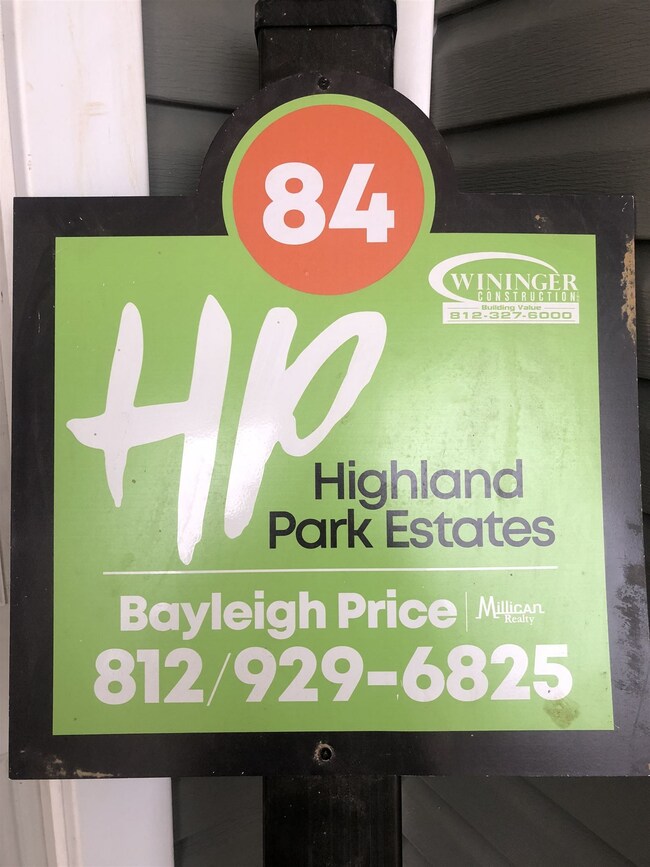 84
WININGER
CONSTRUCTION
Building Value
812-327-6000
HP
Highland
Park Estates
Bayleigh Price
Millican
Realty
812/929-6825